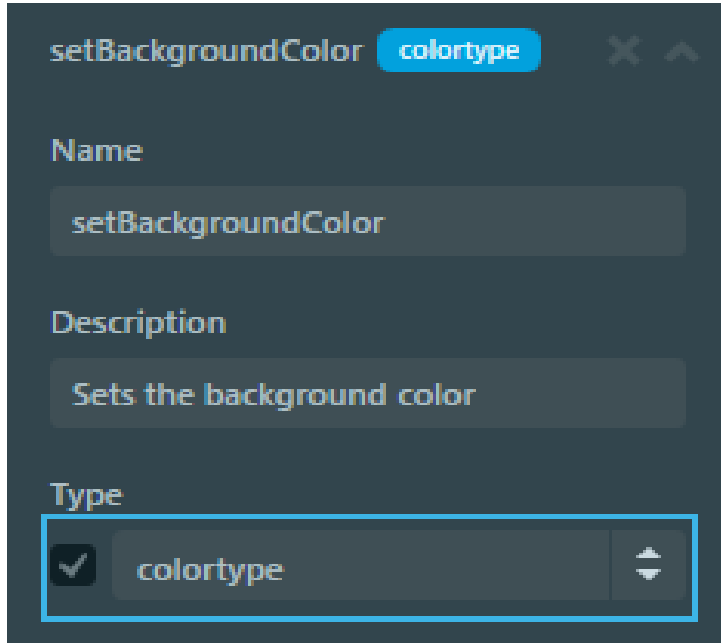 setBackgroundColor colortype
Name
setBackgroundColor
Description
Sets the background color
Type
colortype